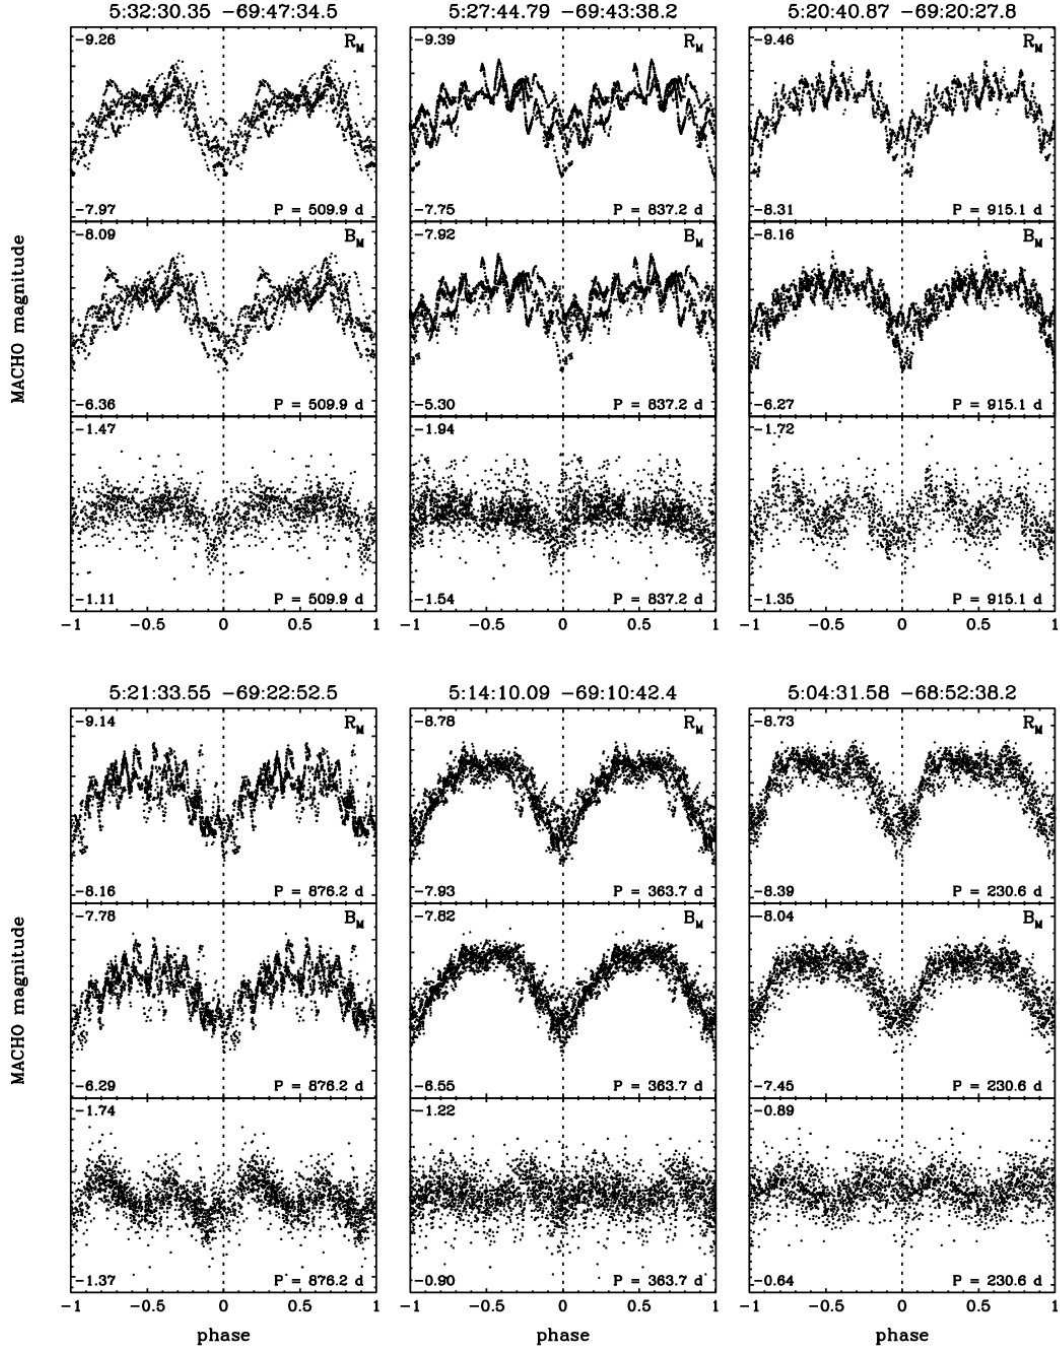 5:32:30.35 −69:47:34.5
−9.26 R_M
−7.97 P = 509.9 d
−8.09 B_M
−6.36 P = 509.9 d
−1.47
−1.11 P = 509.9 d
−1 −0.5 0 0.5 1
5:27:44.79 −69:43:38.2
−9.39 R_M
−7.75 P = 837.2 d
−7.92 B_M
−5.30 P = 837.2 d
−1.94
−1.54 P = 837.2 d
−1 −0.5 0 0.5 1
5:20:40.87 −69:20:27.8
−9.46 R_M
−8.31 P = 915.1 d
−8.16 B_M
−6.27 P = 915.1 d
−1.72
−1.35 P = 915.1 d
−1 −0.5 0 0.5 1
MACHO magnitude
5:21:33.55 −69:22:52.5
−9.14 R_M
−8.16 P = 876.2 d
−7.78 B_M
−6.29 P = 876.2 d
−1.74
−1.37 P = 876.2 d
−1 −0.5 0 0.5 1
phase
5:14:10.09 −69:10:42.4
−8.78 R_M
−7.93 P = 363.7 d
−7.82 B_M
−6.55 P = 363.7 d
−1.22
−0.90 P = 363.7 d
−1 −0.5 0 0.5 1
phase
5:04:31.58 −68:52:38.2
−8.73 R_M
−8.39 P = 230.6 d
−8.04 B_M
−7.45 P = 230.6 d
−0.89
−0.64 P = 230.6 d
−1 −0.5 0 0.5 1
phase
MACHO magnitude